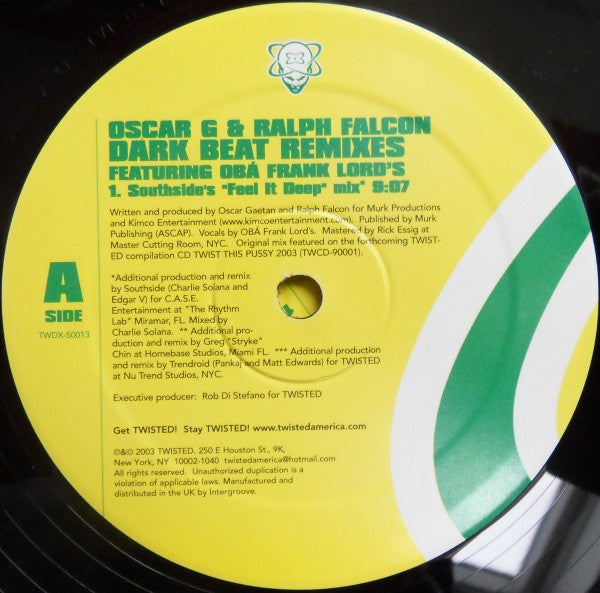 OSCAR G & RALPH FALCON
DARK BEAT REMIXES
FEATURING OBÁ FRANK LORD'S
1. Southside's "Feel It Deep" mix* 9:07
Written and produced by Oscar Gaetan and Ralph Falcon for Murk Productions
and Kimco Entertainment (www.kimcoentertainment.com). Published by Murk
Publishing (ASCAP). Vocals by OBÁ Frank Lord's. Mastered by Rick Essig at
Master Cutting Room, NYC. Original mix featured on the forthcoming TWIST-
ED compilation CD TWIST THIS PUSSY 2003 (TWCD-90001).
*Additional production and remix
by Southside (Charlie Solana and
Edgar V) for C.A.S.E.
Entertainment at "The Rhythm
Lab" Miramar, FL. Mixed by
Charlie Solana. ** Additional pro-
duction and remix by Greg "Stryke"
Chin at Homebase Studios, Miami FL. *** Additional production
and remix by Trendroid (Pankaj and Matt Edwards) for TWISTED
at Nu Trend Studios, NYC.
A
SIDE
TWDX-50013
Executive producer: Rob Di Stefano for TWISTED
Get TWISTED! Stay TWISTED! www.twistedamerica.com
℗&© 2003 TWISTED. 250 E Houston St., 9K,
New York, NY 10002-1040 twistedamerica@hotmail.com
All rights reserved. Unauthorized duplication is a
violation of applicable laws. Manufactured and
distributed in the UK by Intergroove.